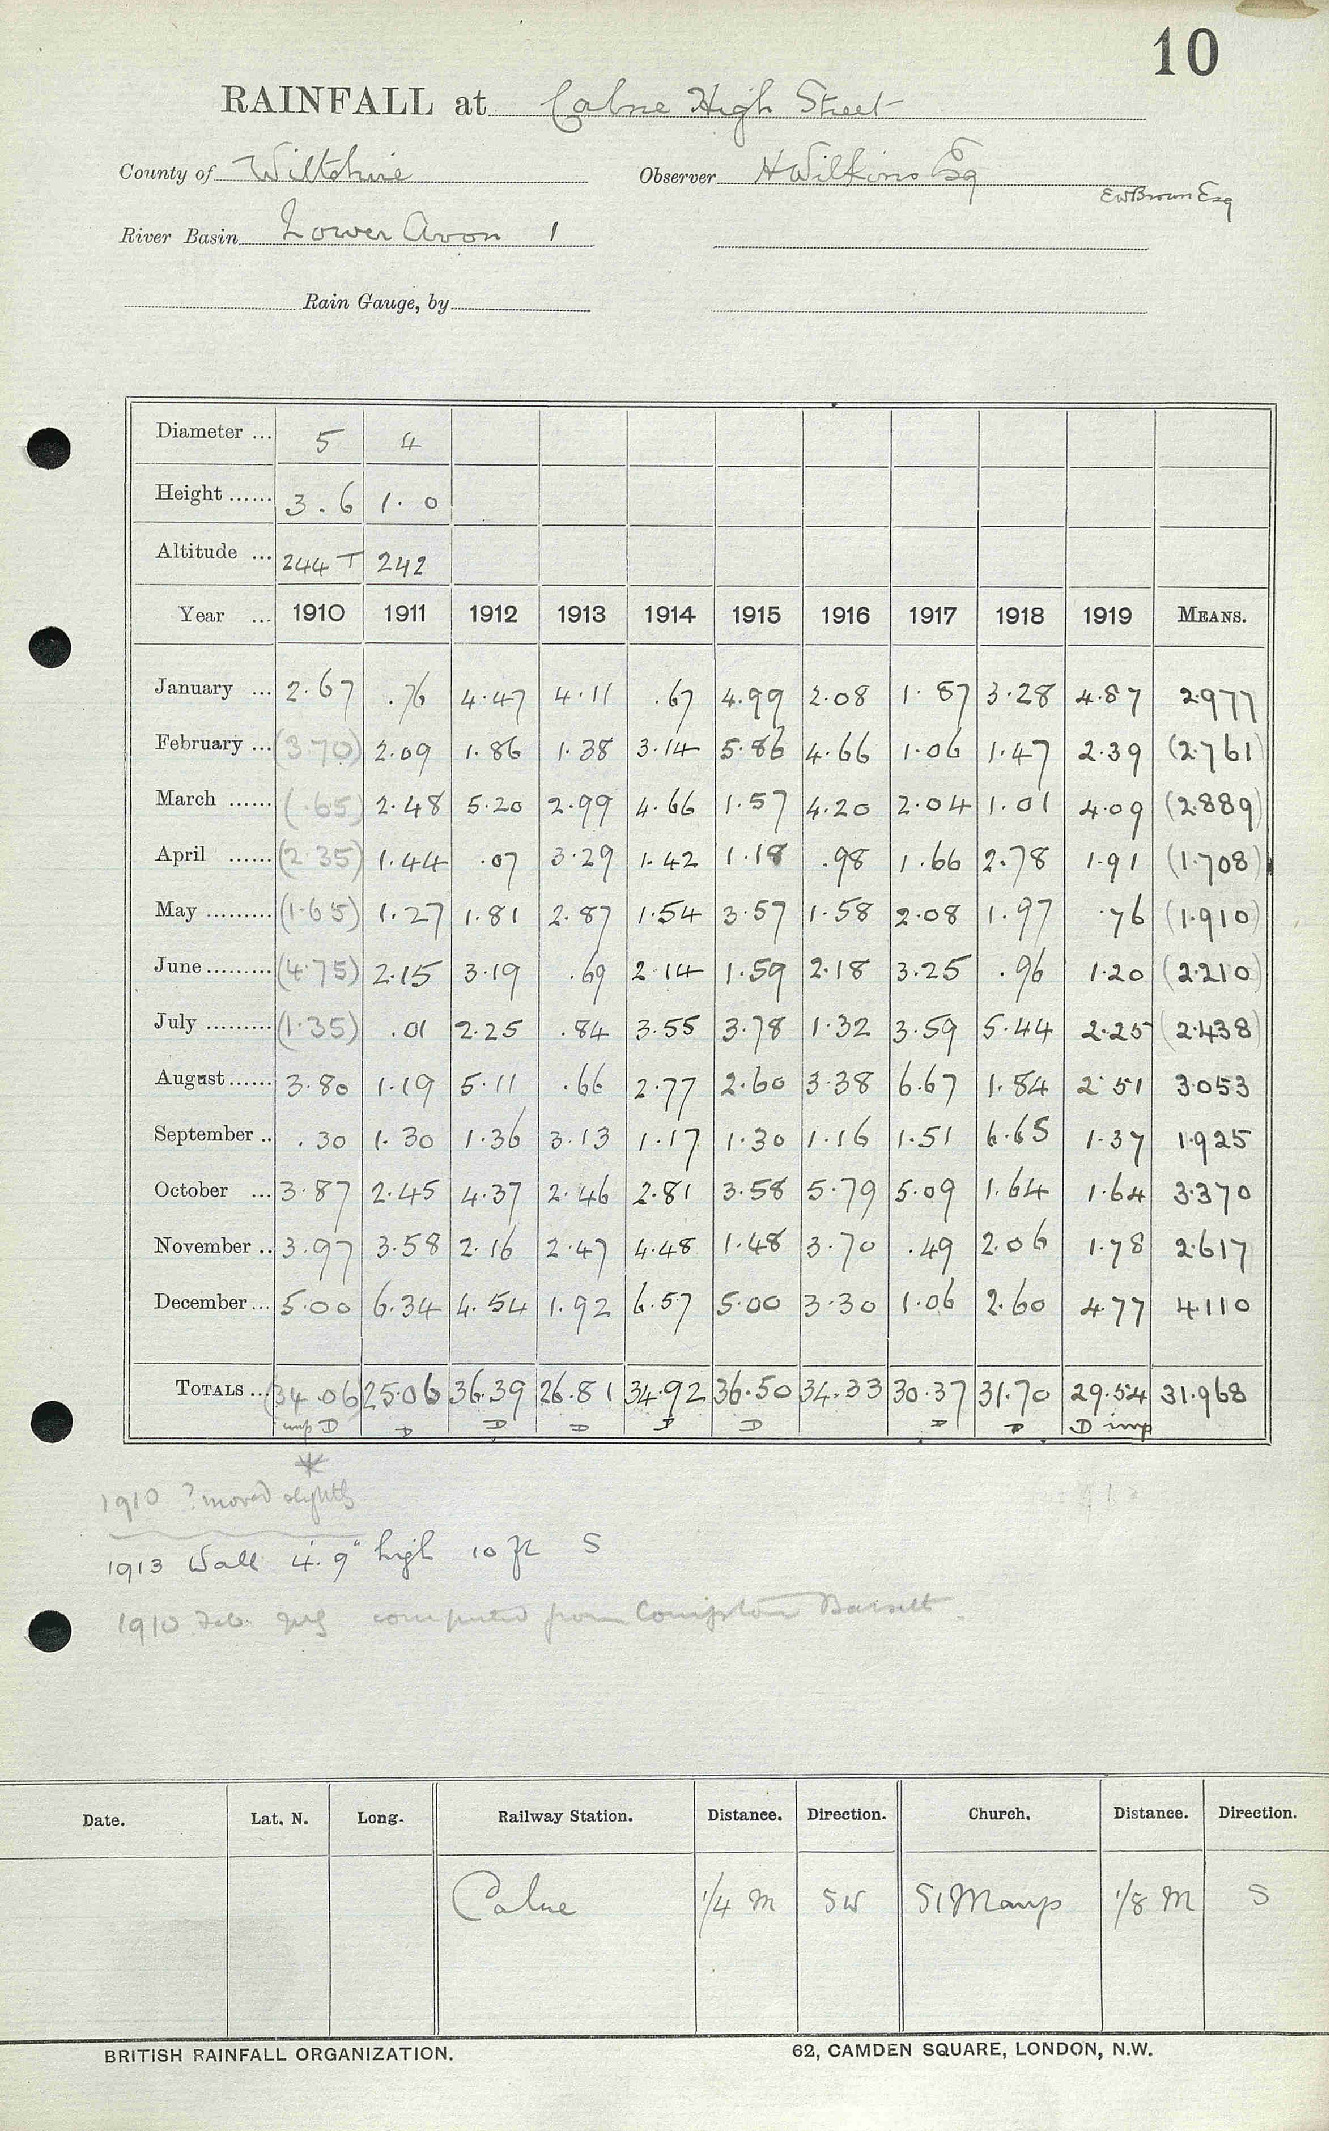 10
RAINFALL at Calne High Street
County of Wiltshire Observer H Wilkins Esq
EW Brown Esq
River Basin Lower Avon 1
Rain Gauge, by
Diameter ... 5 4
Height ...... 3.6 1.0
Altitude ... 244 T 242
Year ... 1910 1911 1912 1913 1914 1915 1916 1917 1918 1919 MEANS.
January ... 2.67 .76 4.47 4.11 .67 4.99 2.08 1.87 3.28 4.87 2.977
February ... (3.70) 2.09 1.86 1.38 3.14 5.86 4.66 1.06 1.47 2.39 (2.761)
March ...... (.65) 2.48 5.20 2.99 4.66 1.57 4.20 2.04 1.01 4.09 (2.889)
April ...... (2.35) 1.44 .07 3.29 1.42 1.18 .98 1.66 2.78 1.91 (1.708)
May ......... (1.65) 1.27 1.81 2.87 1.54 3.57 1.58 2.08 1.97 .76 (1.910)
June ......... (4.75) 2.15 3.19 .69 2.14 1.59 2.18 3.25 .96 1.20 (2.210)
July ......... (1.35) .01 2.25 .84 3.55 3.78 1.32 3.59 5.44 2.25 (2.438)
August ...... 3.80 1.19 5.11 .66 2.77 2.60 3.38 6.67 1.84 2.51 3.053
September .. .30 1.30 1.36 3.13 1.17 1.30 1.16 1.51 6.65 1.37 1.925
October ... 3.87 2.45 4.37 2.46 2.81 3.58 5.79 5.09 1.64 1.64 3.370
November .. 3.97 3.58 2.16 2.47 4.48 1.48 3.70 .49 2.06 1.78 2.617
December ... 5.00 6.34 4.54 1.92 6.57 5.00 3.30 1.06 2.60 4.77 4.110
TOTALS ... (34.06 25.06 36.39 26.81 34.92 36.50 34.33 30.37 31.70 29.54 31.968
imp D D D D D D D D D imp
*
1910 ? moved slightly
1913 Wall 4'.9" high 10 ft S
1910 Feb. July computed from Compton Bassett.
Date. Lat. N. Long. Railway Station. Distance. Direction. Church. Distance. Direction.
Calne 1/4 M SW St Marys 1/8 M S
BRITISH RAINFALL ORGANIZATION. 62, CAMDEN SQUARE, LONDON, N.W.